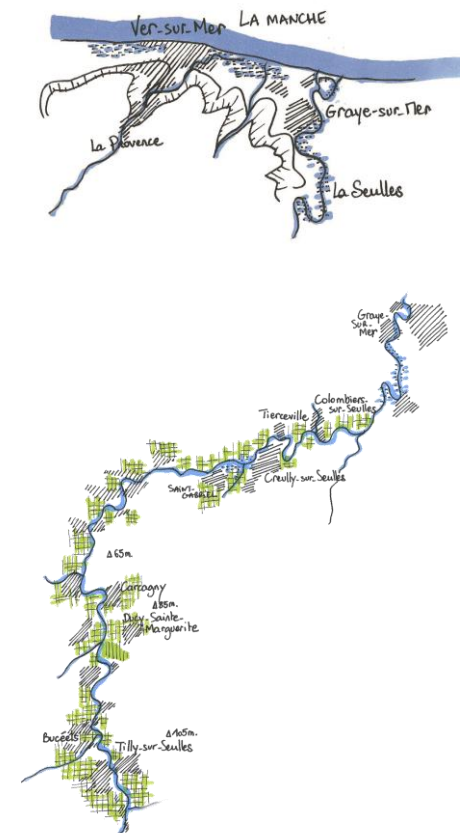 LA MANCHE
Ver-sur-Mer
Graye-sur-Mer
La Provence
La Seulles
Graye-
SUR-
Mer
Colombiers-
sur-Seulles
Tierceville
Creully-sur-Seulles
SAINT-
GABRIEL
Δ65m.
Carcagny
Δ85m.
Ducy-Sainte-
Marguerite
Δ105m.
Bucéels
Tilly-sur-Seulles